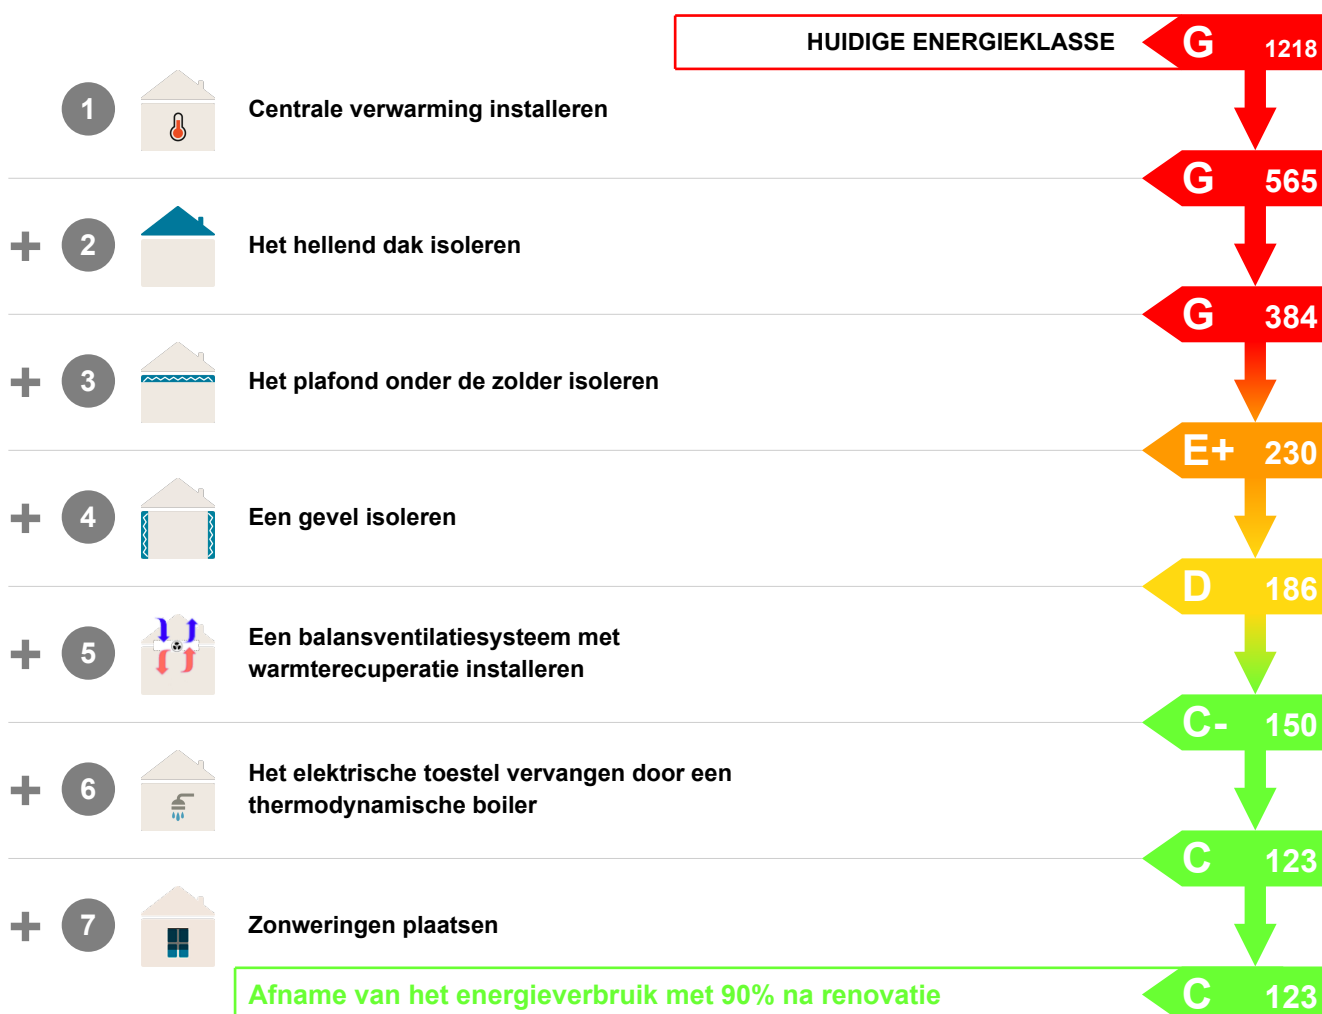 HUIDIGE ENERGIEKLASSE G 1218
1 Centrale verwarming installeren
G 565
+ 2 Het hellend dak isoleren
G 384
+ 3 Het plafond onder de zolder isoleren
E+ 230
+ 4 Een gevel isoleren
D 186
+ 5 Een balansventilatiesysteem met
warmterecuperatie installeren
C- 150
+ 6 Het elektrische toestel vervangen door een
thermodynamische boiler
C 123
+ 7 Zonweringen plaatsen
Afname van het energieverbruik met 90% na renovatie C 123